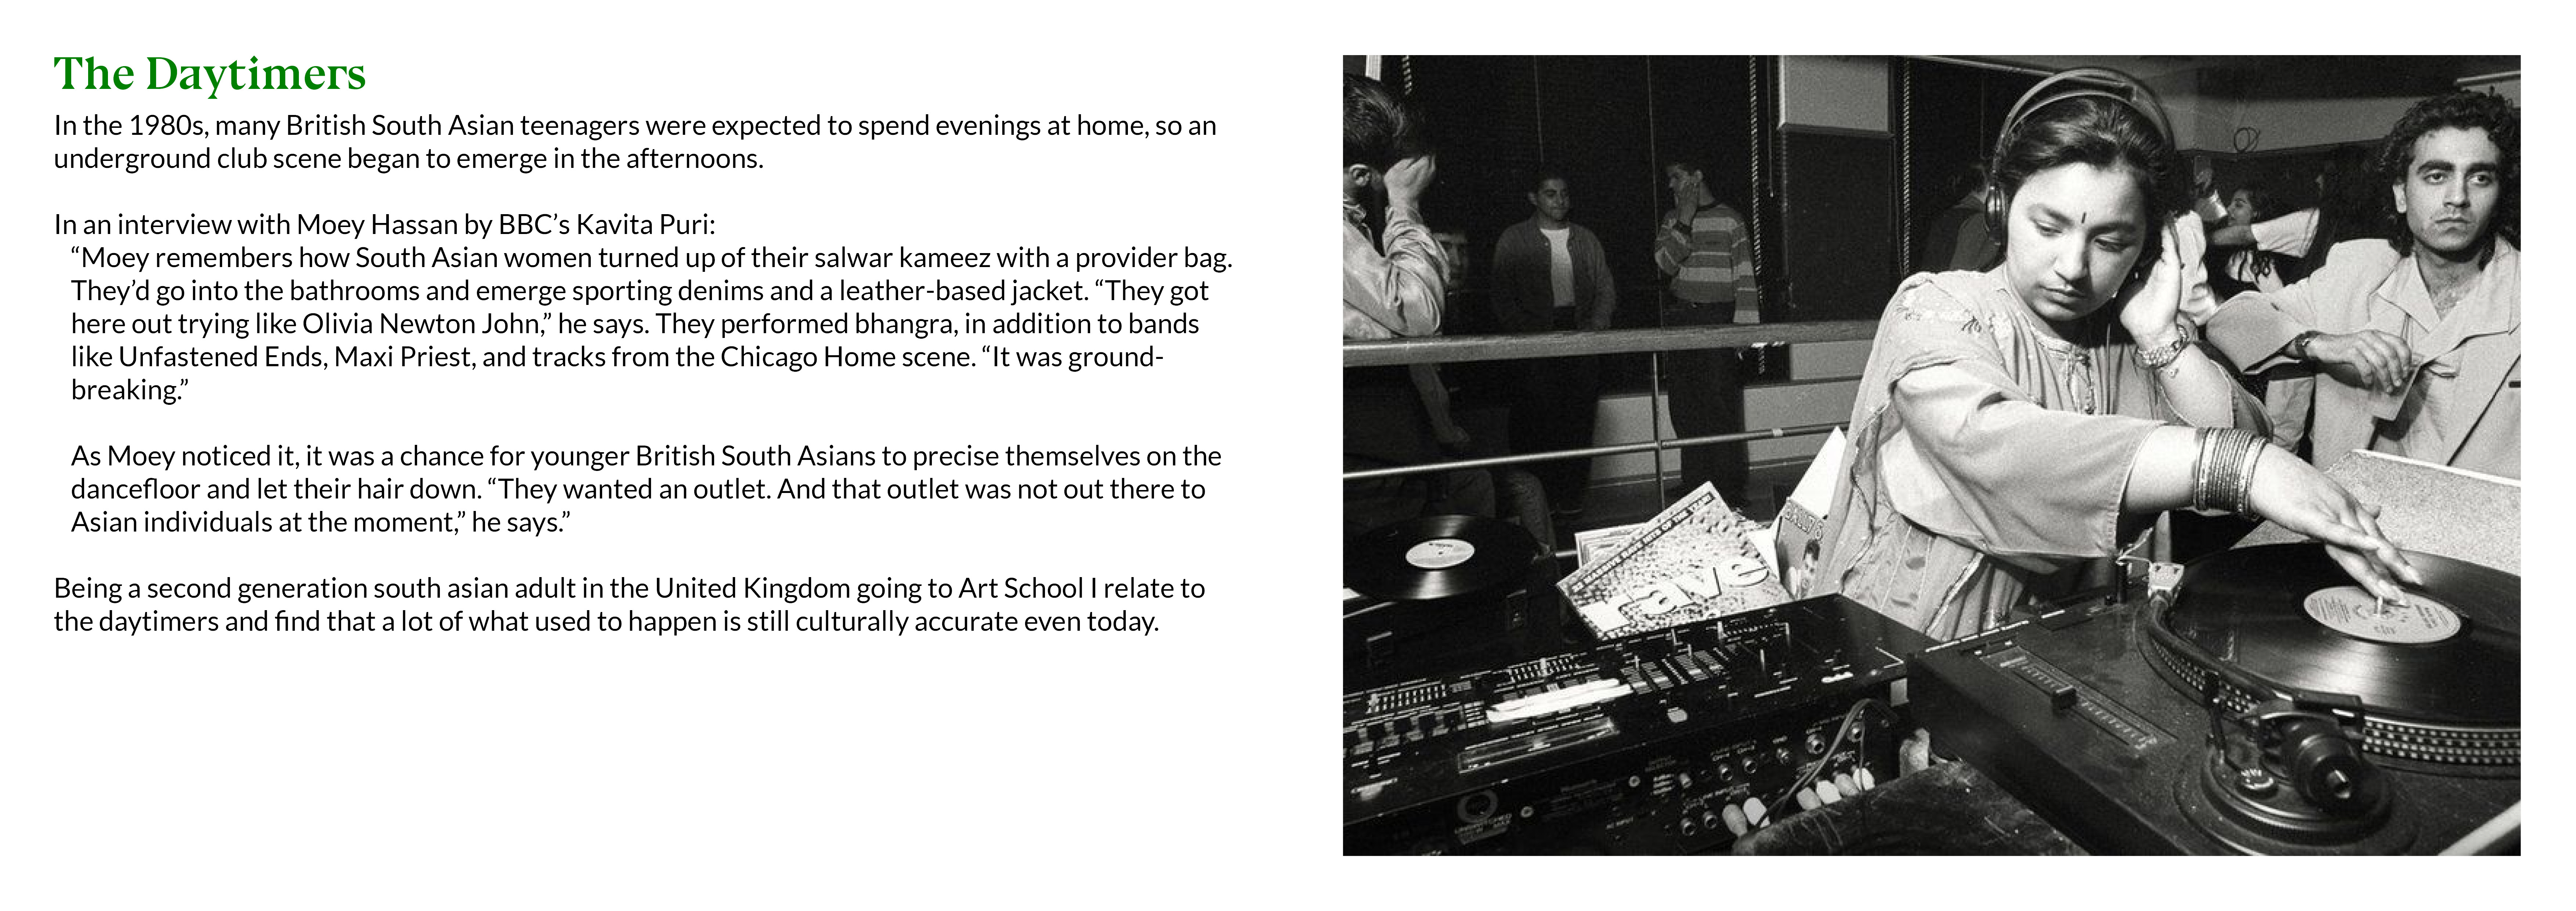 The Daytimers
In the 1980s, many British South Asian teenagers were expected to spend evenings at home, so an
underground club scene began to emerge in the afternoons.
In an interview with Moey Hassan by BBC’s Kavita Puri:
“Moey remembers how South Asian women turned up of their salwar kameez with a provider bag.
They’d go into the bathrooms and emerge sporting denims and a leather-based jacket. “They got
here out trying like Olivia Newton John,” he says. They performed bhangra, in addition to bands
like Unfastened Ends, Maxi Priest, and tracks from the Chicago Home scene. “It was ground-
breaking.”
As Moey noticed it, it was a chance for younger British South Asians to precise themselves on the
dancefloor and let their hair down. “They wanted an outlet. And that outlet was not out there to
Asian individuals at the moment,” he says.”
Being a second generation south asian adult in the United Kingdom going to Art School I relate to
the daytimers and find that a lot of what used to happen is still culturally accurate even today.
rave